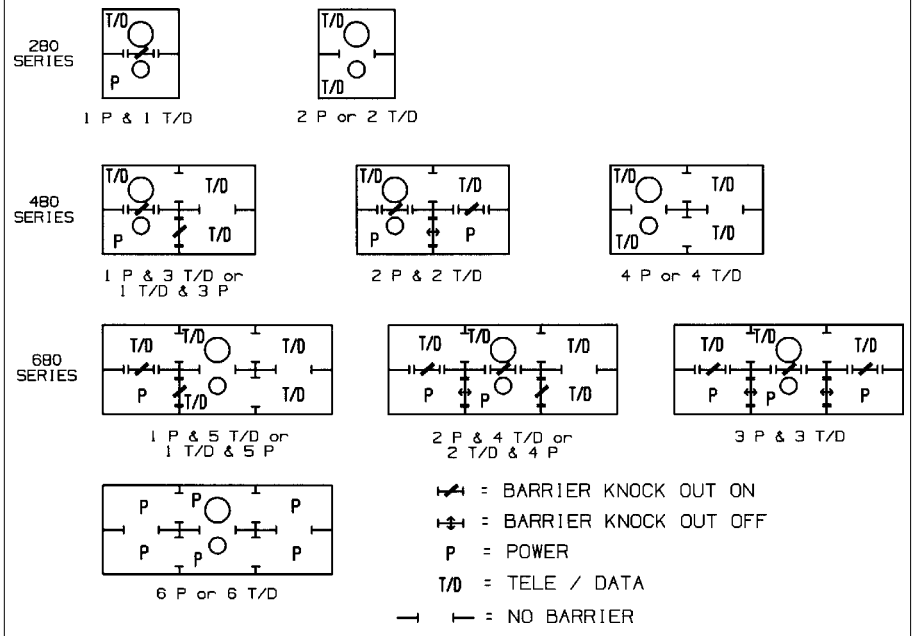 280
SERIES
T/D
P
1 P & 1 T/D
T/D
T/D
2 P or 2 T/D
480
SERIES
T/D
T/D
P
T/D
1 P & 3 T/D or
1 T/D & 3 P
T/D
T/D
P
P
2 P & 2 T/D
T/D
T/D
T/D
T/D
4 P or 4 T/D
680
SERIES
T/D
T/D
T/D
P
T/D
T/D
1 P & 5 T/D or
1 T/D & 5 P
T/D
T/D
T/D
P
P
T/D
2 P & 4 T/D or
2 T/D & 4 P
T/D
T/D
T/D
P
P
P
3 P & 3 T/D
P
P
P
P
P
P
6 P or 6 T/D
= BARRIER KNOCK OUT ON
= BARRIER KNOCK OUT OFF
P = POWER
T/D = TELE / DATA
= NO BARRIER